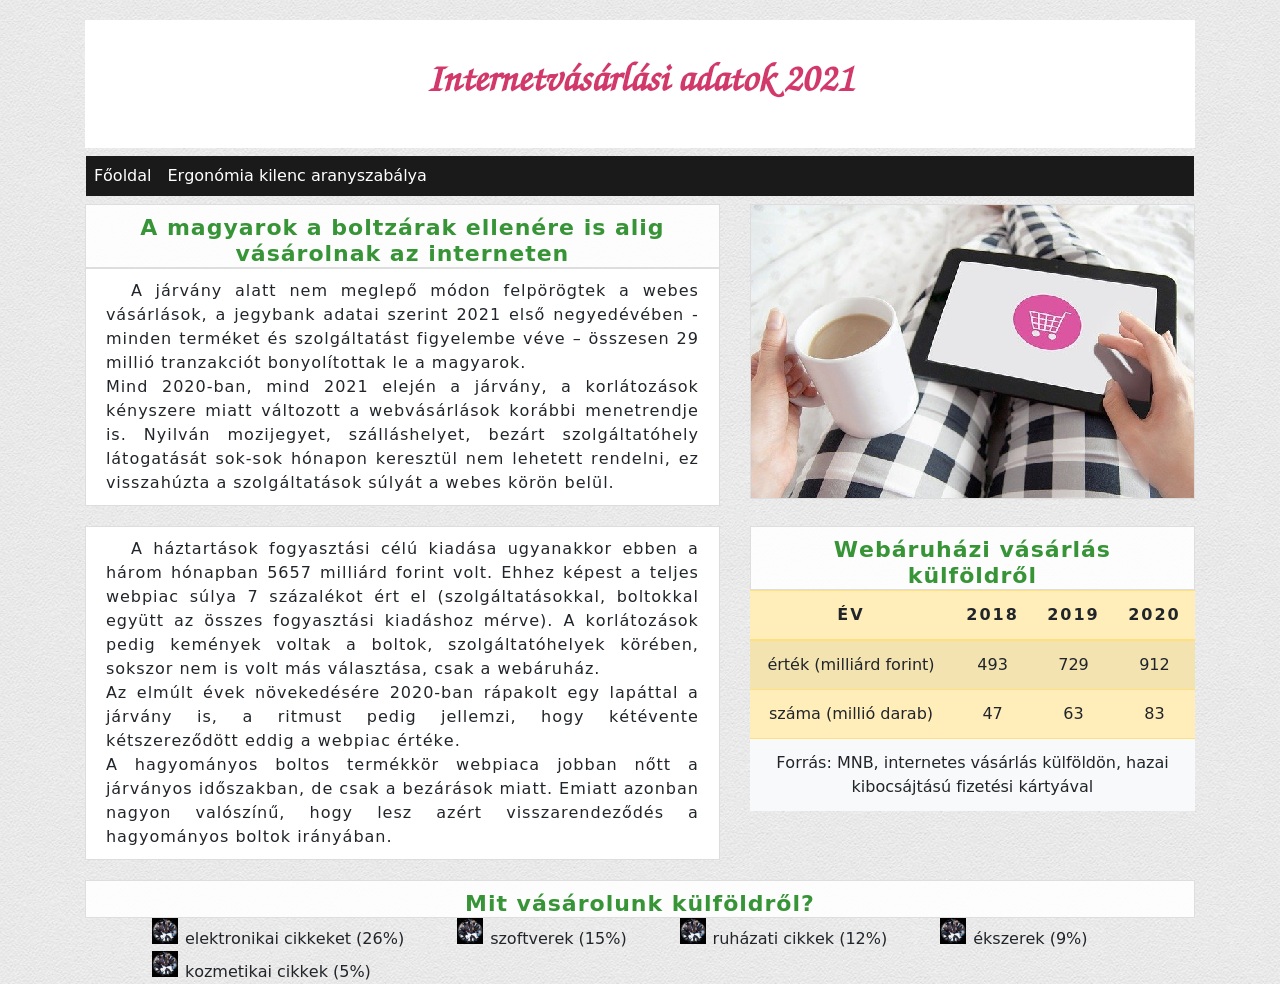 Internetvásárlási adatok 2021
Főoldal Ergonómia kilenc aranyszabálya
A magyarok a boltzárak ellenére is alig
vásárolnak az interneten
A járvány alatt nem meglepő módon felpörögtek a webes
vásárlások, a jegybank adatai szerint 2021 első negyedévében -
minden terméket és szolgáltatást figyelembe véve – összesen 29
millió tranzakciót bonyolítottak le a magyarok.
Mind 2020-ban, mind 2021 elején a járvány, a korlátozások
kényszere miatt változott a webvásárlások korábbi menetrendje
is. Nyilván mozijegyet, szálláshelyet, bezárt szolgáltatóhely
látogatását sok-sok hónapon keresztül nem lehetett rendelni, ez
visszahúzta a szolgáltatások súlyát a webes körön belül.
A háztartások fogyasztási célú kiadása ugyanakkor ebben a
három hónapban 5657 milliárd forint volt. Ehhez képest a teljes
webpiac súlya 7 százalékot ért el (szolgáltatásokkal, boltokkal
együtt az összes fogyasztási kiadáshoz mérve). A korlátozások
pedig kemények voltak a boltok, szolgáltatóhelyek körében,
sokszor nem is volt más választása, csak a webáruház.
Az elmúlt évek növekedésére 2020-ban rápakolt egy lapáttal a
járvány is, a ritmust pedig jellemzi, hogy kétévente
kétszereződött eddig a webpiac értéke.
A hagyományos boltos termékkör webpiaca jobban nőtt a
járványos időszakban, de csak a bezárások miatt. Emiatt azonban
nagyon valószínű, hogy lesz azért visszarendeződés a
hagyományos boltok irányában.
Webáruházi vásárlás
külföldről
ÉV 2018 2019 2020
érték (milliárd forint) 493 729 912
száma (millió darab) 47 63 83
Forrás: MNB, internetes vásárlás külföldön, hazai
kibocsájtású fizetési kártyával
Mit vásárolunk külföldről?
elektronikai cikkeket (26%) szoftverek (15%) ruházati cikkek (12%) ékszerek (9%)
kozmetikai cikkek (5%)